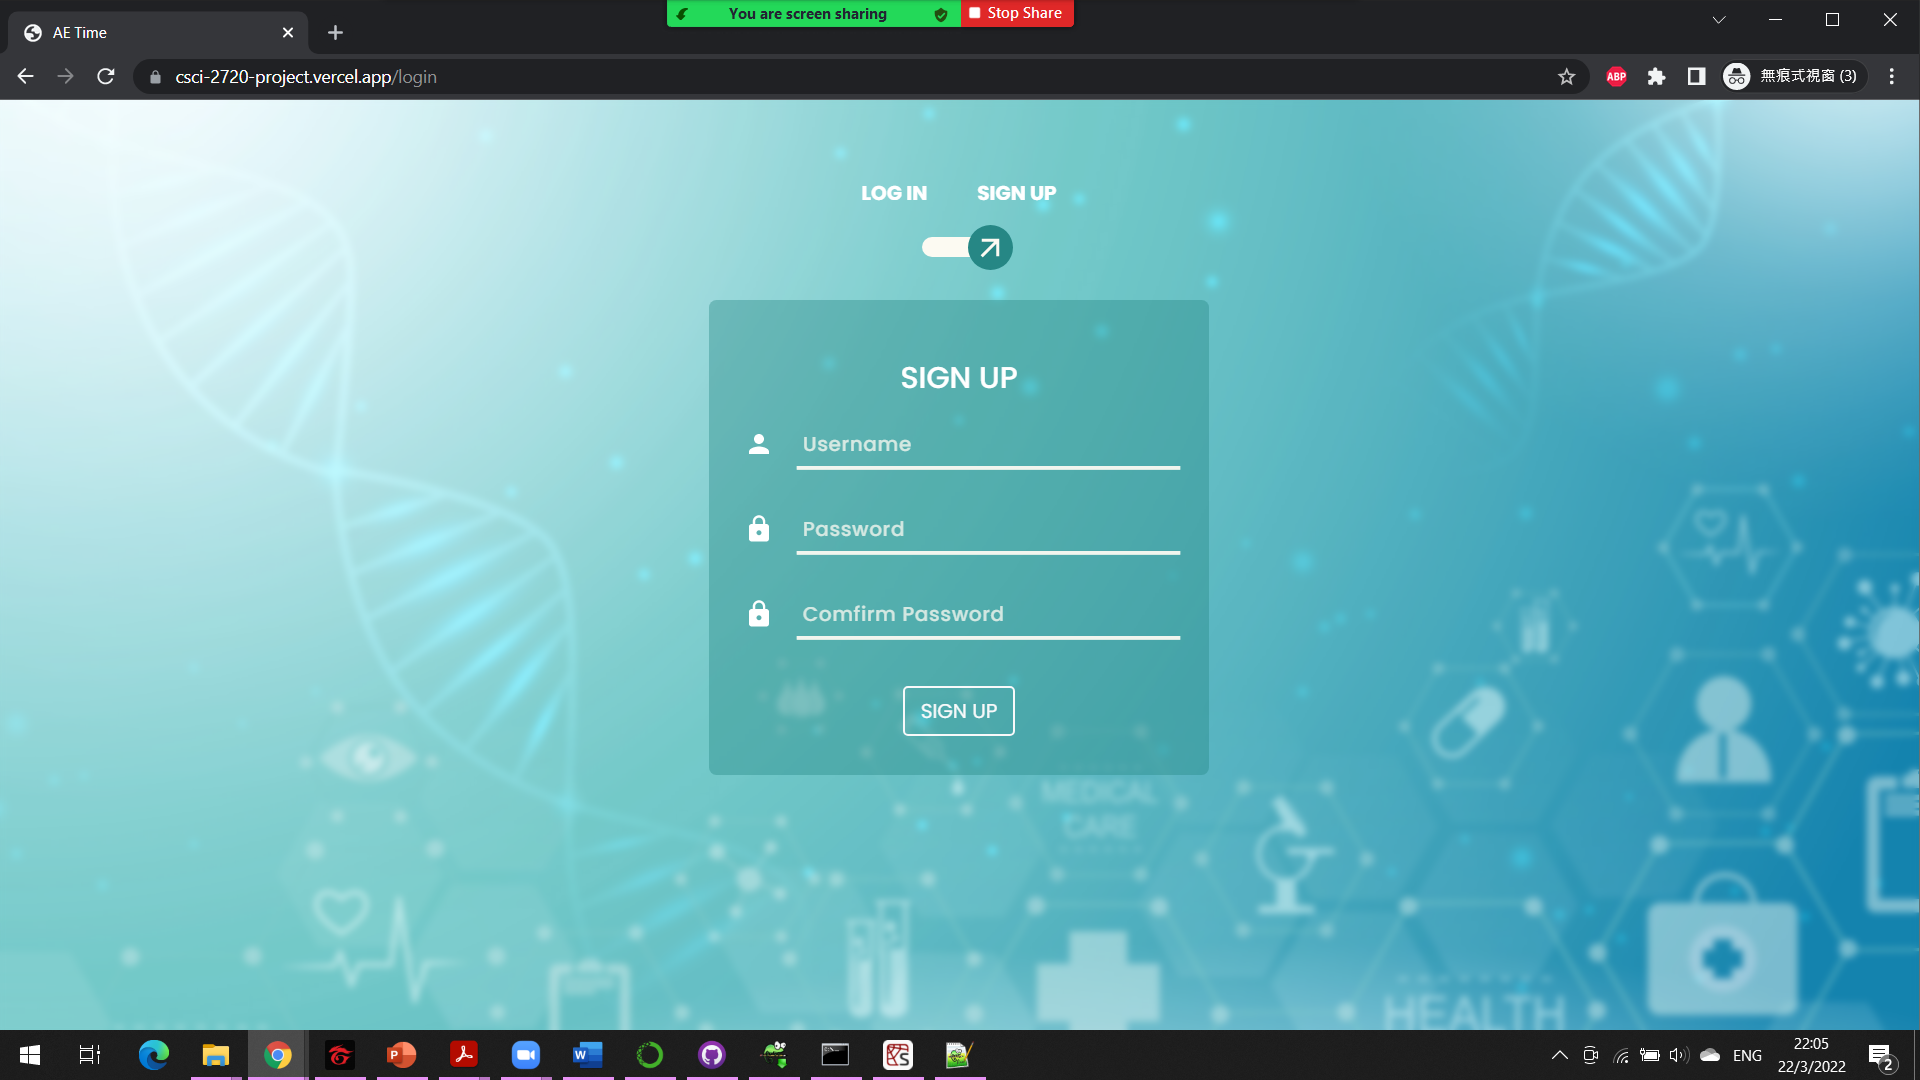 You are screen sharing
Stop Share
AE Time
csci-2720-project.vercel.app/login
ABP
無痕式視窗 (3)
LOG IN
SIGN UP
SIGN UP
Username
Password
Comfirm Password
SIGN UP
MEDICAL
CARE
HEALTH
P
W
S
ENG
22:05
22/3/2022
2